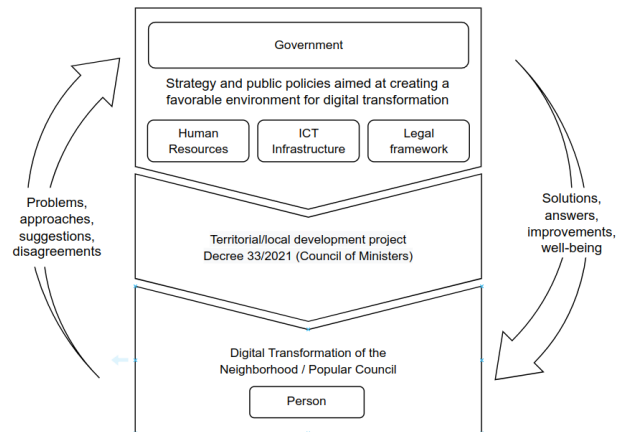 Government
Strategy and public policies aimed at creating a
favorable environment for digital transformation
Human
Resources
ICT
Infrastructure
Legal
framework
Problems,
approaches,
suggestions,
disagreements
Territorial/local development project
Decree 33/2021 (Council of Ministers)
Solutions,
answers,
improvements,
well-being
Digital Transformation of the
Neighborhood / Popular Council
Person